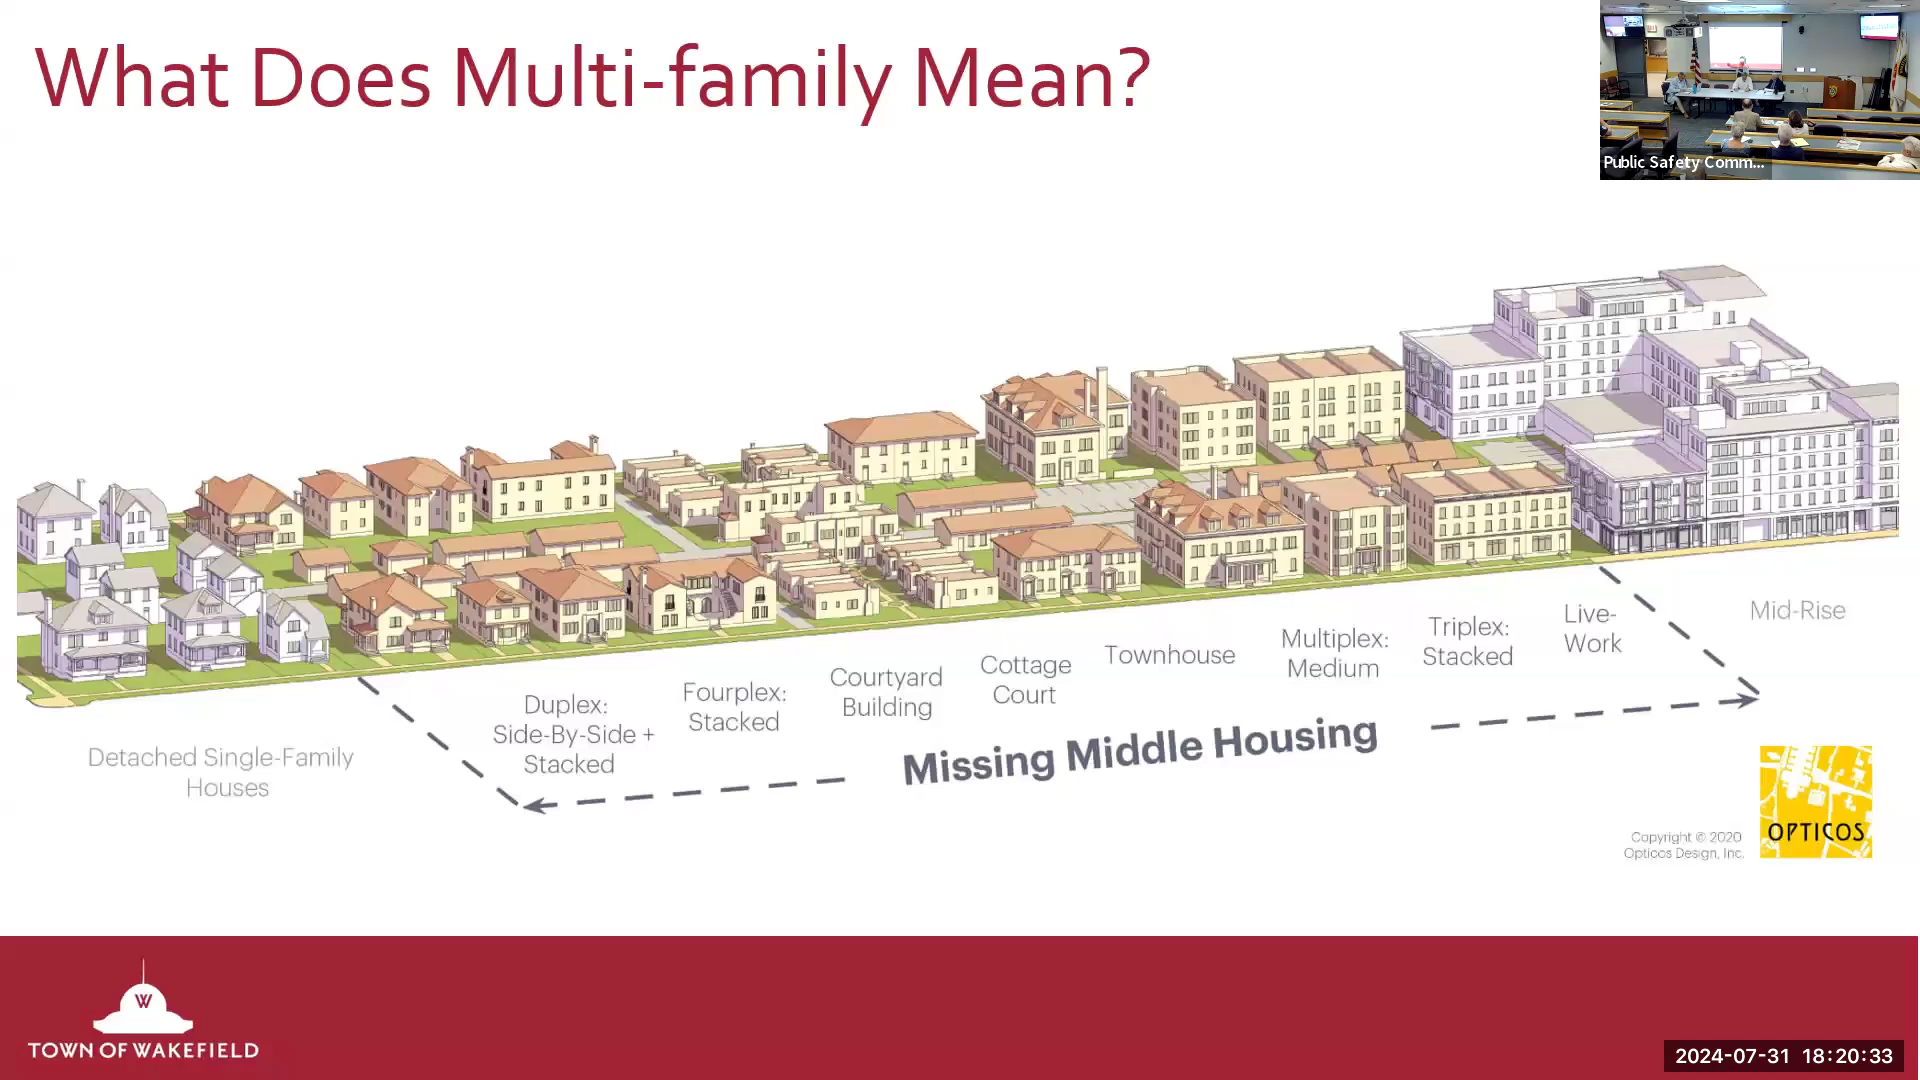 What Does Multi-family Mean?
Public Safety Comm...
Detached Single-Family
Houses
Duplex:
Side-By-Side +
Stacked
Fourplex:
Stacked
Courtyard
Building
Cottage
Court
Townhouse
Multiplex:
Medium
Triplex:
Stacked
Live-
Work
Mid-Rise
Missing Middle Housing
Copyright © 2020
Opticos Design, Inc.
OPTICOS
W
TOWN OF WAKEFIELD
2024-07-31 18:20:33